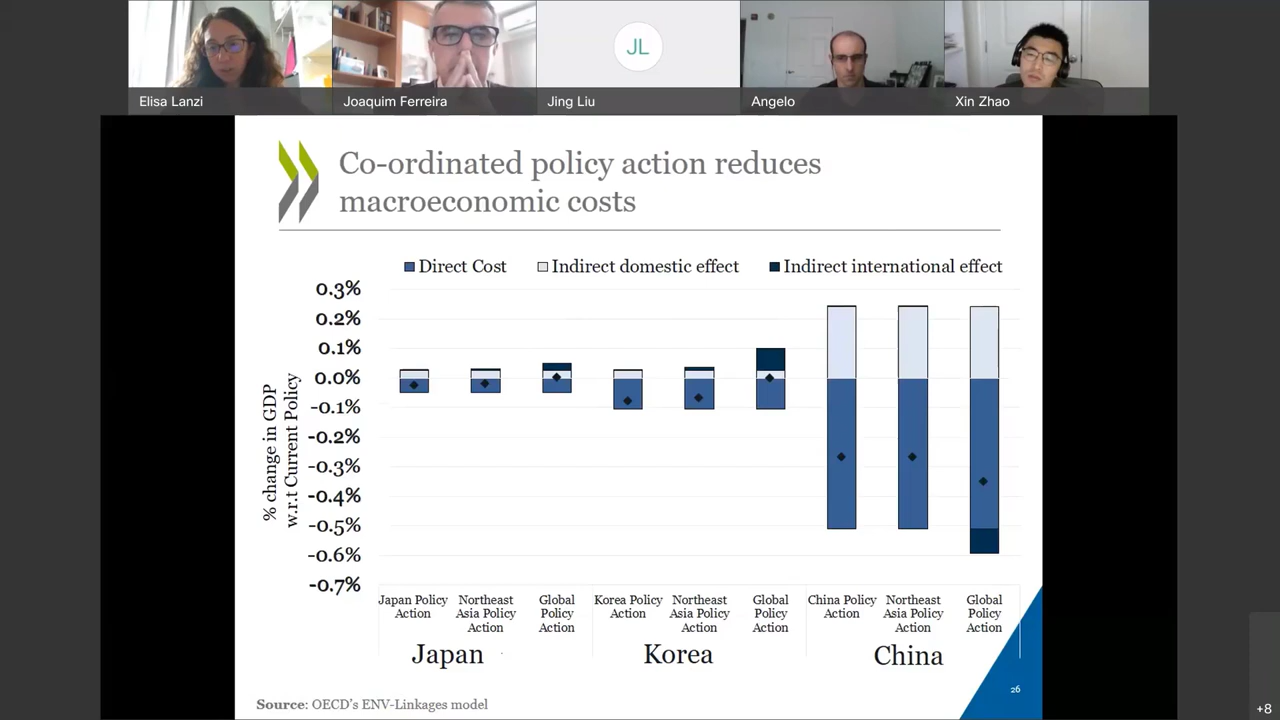 Elisa Lanzi
Joaquim Ferreira
JL
Jing Liu
Angelo
Xin Zhao
Co-ordinated policy action reduces
macroeconomic costs
Direct Cost
Indirect domestic effect
Indirect international effect
% change in GDP
w.r.t Current Policy
0.3%
0.2%
0.1%
0.0%
-0.1%
-0.2%
-0.3%
-0.4%
-0.5%
-0.6%
-0.7%
Japan Policy
Action
Northeast
Asia Policy
Action
Global
Policy
Action
Korea Policy
Action
Northeast
Asia Policy
Action
Global
Policy
Action
China Policy
Action
Northeast
Asia Policy
Action
Global
Policy
Action
Japan
Korea
China
Source: OECD's ENV-Linkages model
26
+8